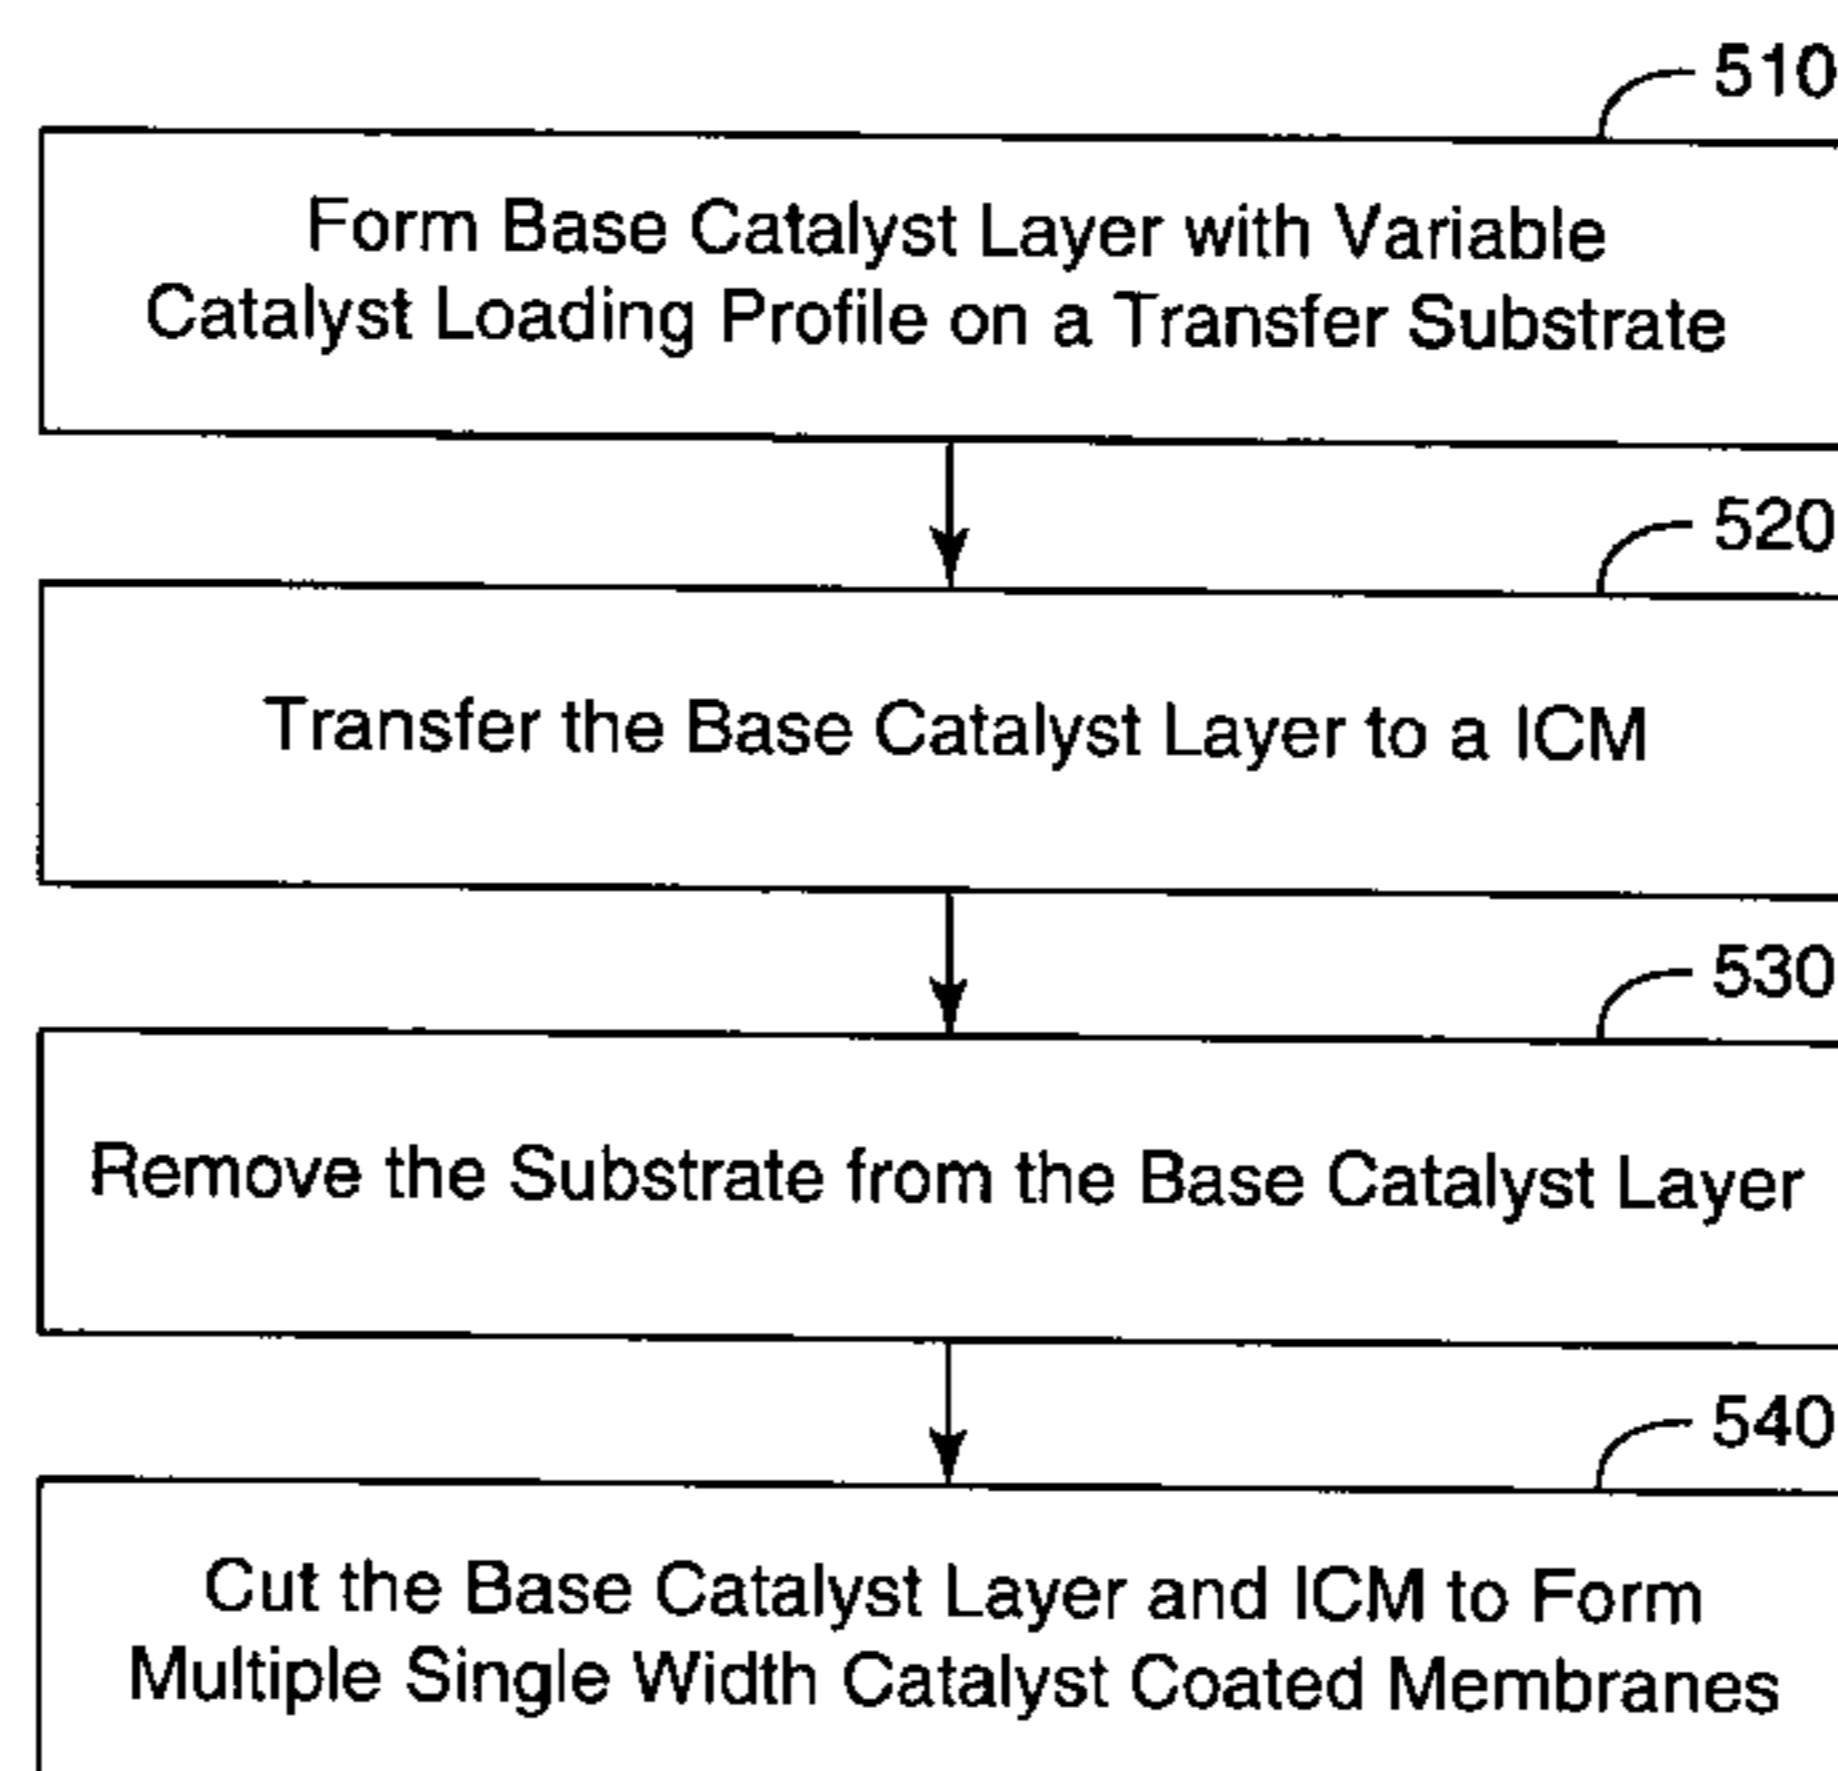 510
Form Base Catalyst Layer with Variable
Catalyst Loading Profile on a Transfer Substrate
520
Transfer the Base Catalyst Layer to a ICM
530
Remove the Substrate from the Base Catalyst Layer
540
Cut the Base Catalyst Layer and ICM to Form
Multiple Single Width Catalyst Coated Membranes